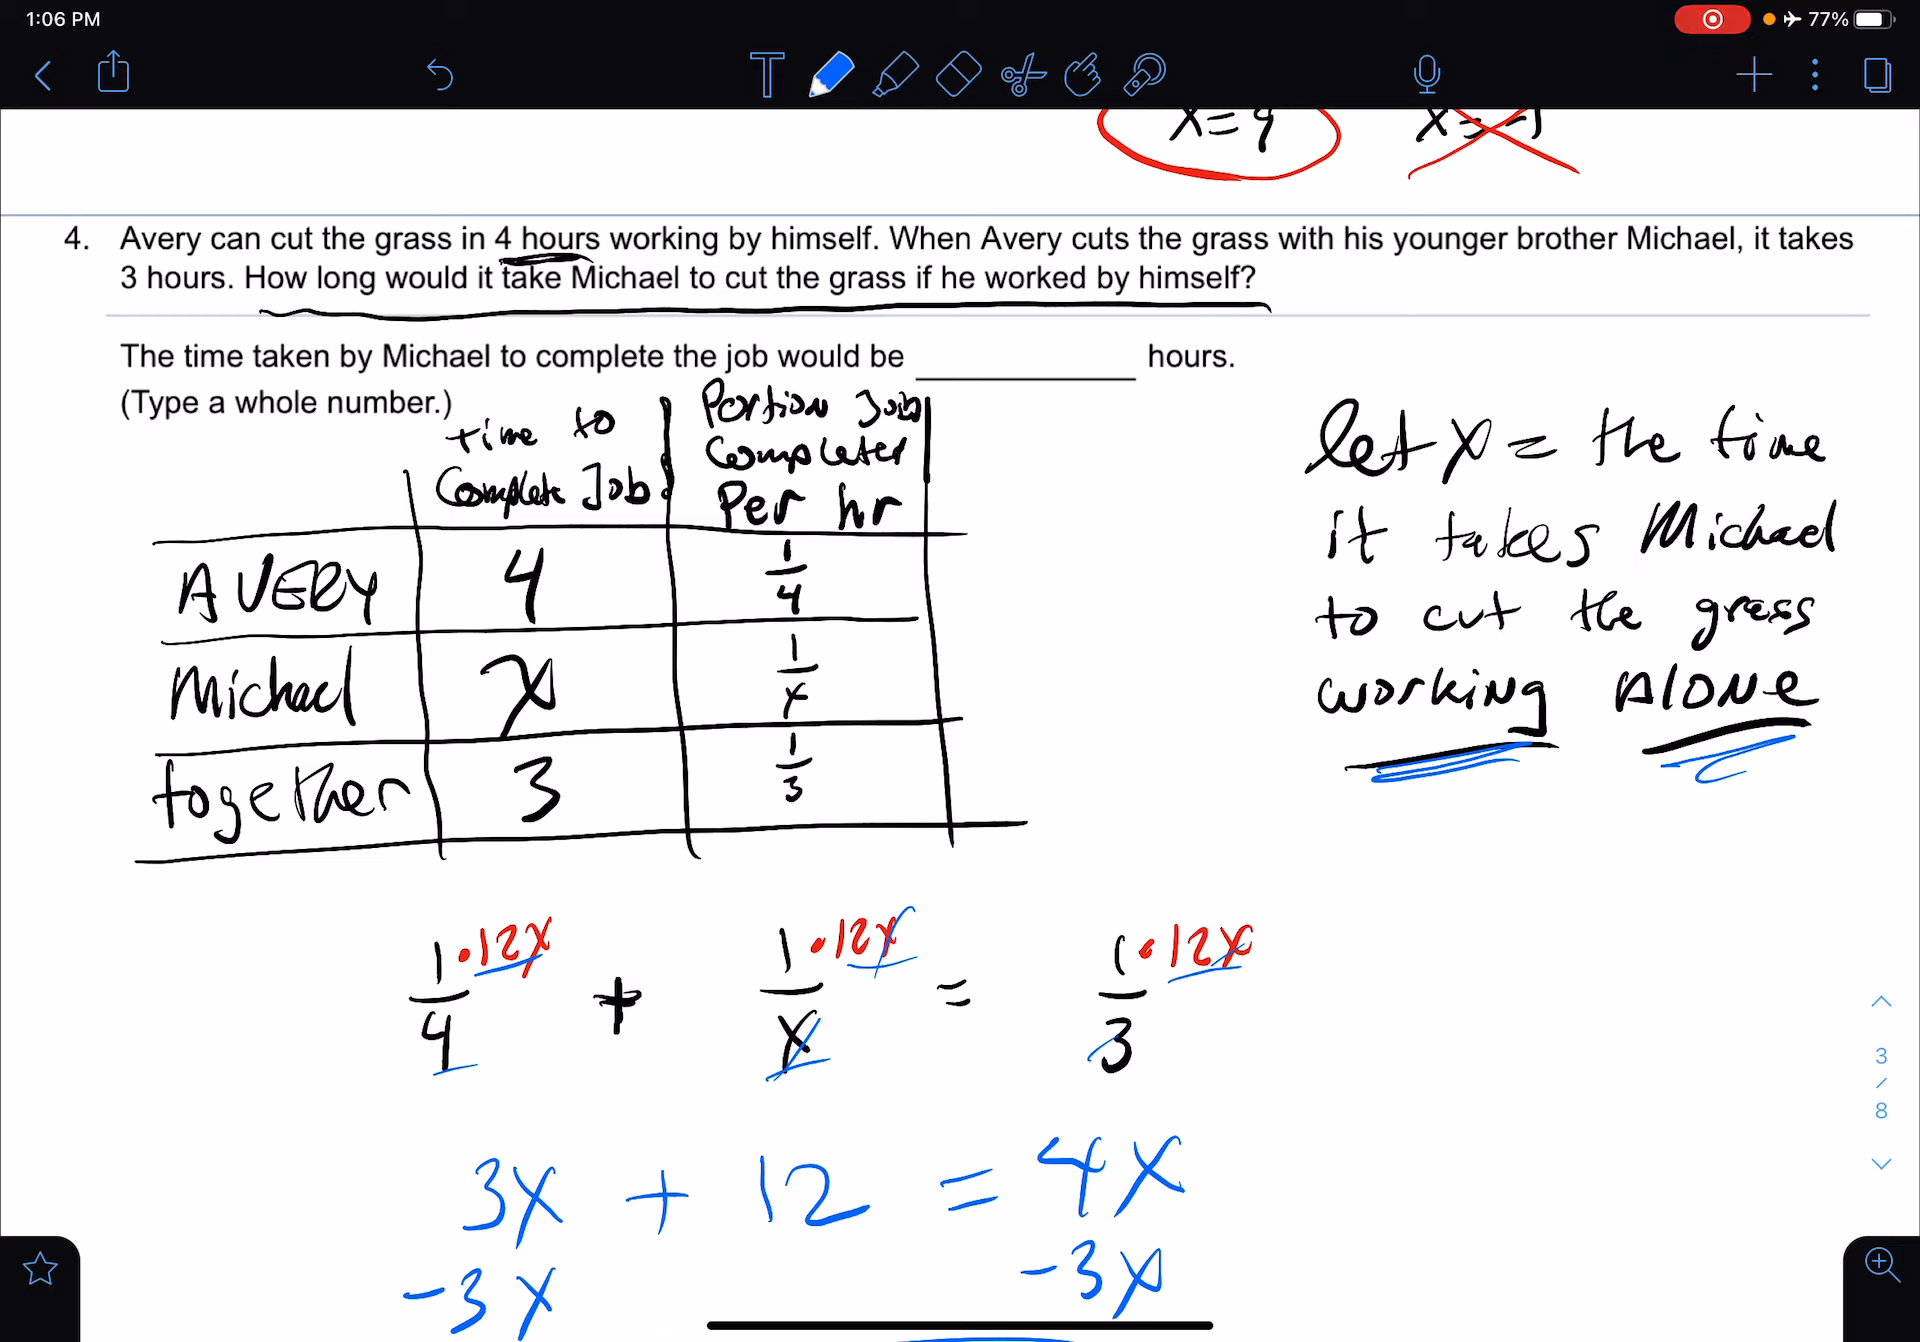 1:06 PM
77%
x=9
4. Avery can cut the grass in 4 hours working by himself. When Avery cuts the grass with his younger brother Michael, it takes
3 hours. How long would it take Michael to cut the grass if he worked by himself?
The time taken by Michael to complete the job would be ____________ hours.
(Type a whole number.)
time to
Complete Job
Portion Job
Completed
Per hr
AVERY 4 1/4
Michael x 1/x
together 3 1/3
let x = the time
it takes Michael
to cut the grass
working ALONE
1/4 · 12x + 1/x · 12x = 1/3 · 12x
3x + 12 = 4x
-3x -3x
3
/
8